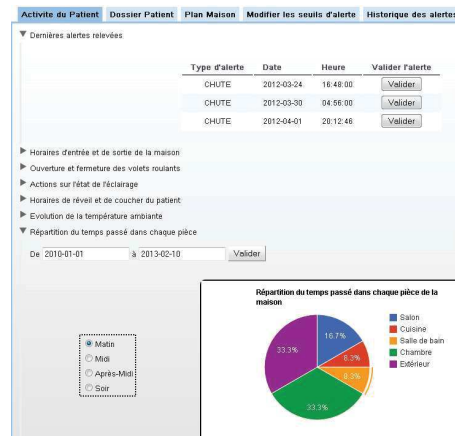 Activite du Patient Dossier Patient Plan Maison Modifier les seuils d'alerte Historique des alertes
Dernières alertes relevées
Type d'alerte Date Heure Valider l'alerte
CHUTE 2012-03-24 16:48:00 Valider
CHUTE 2012-03-30 04:56:00 Valider
CHUTE 2012-04-01 20:12:46 Valider
Horaires d'entrée et de sortie de la maison
Ouverture et fermeture des volets roulants
Actions sur l'état de l'éclairage
Horaires de réveil et de coucher du patient
Evolution de la température ambiante
Répartition du temps passé dans chaque pièce
De 2010-01-01 à 2013-02-10 Valider
Répartition du temps passé dans chaque pièce de la
maison
Matin
Midi
Après-Midi
Soir
16.7%
8.3%
8.3%
33.3%
33.3%
Salon
Cuisine
Salle de bain
Chambre
Extérieur